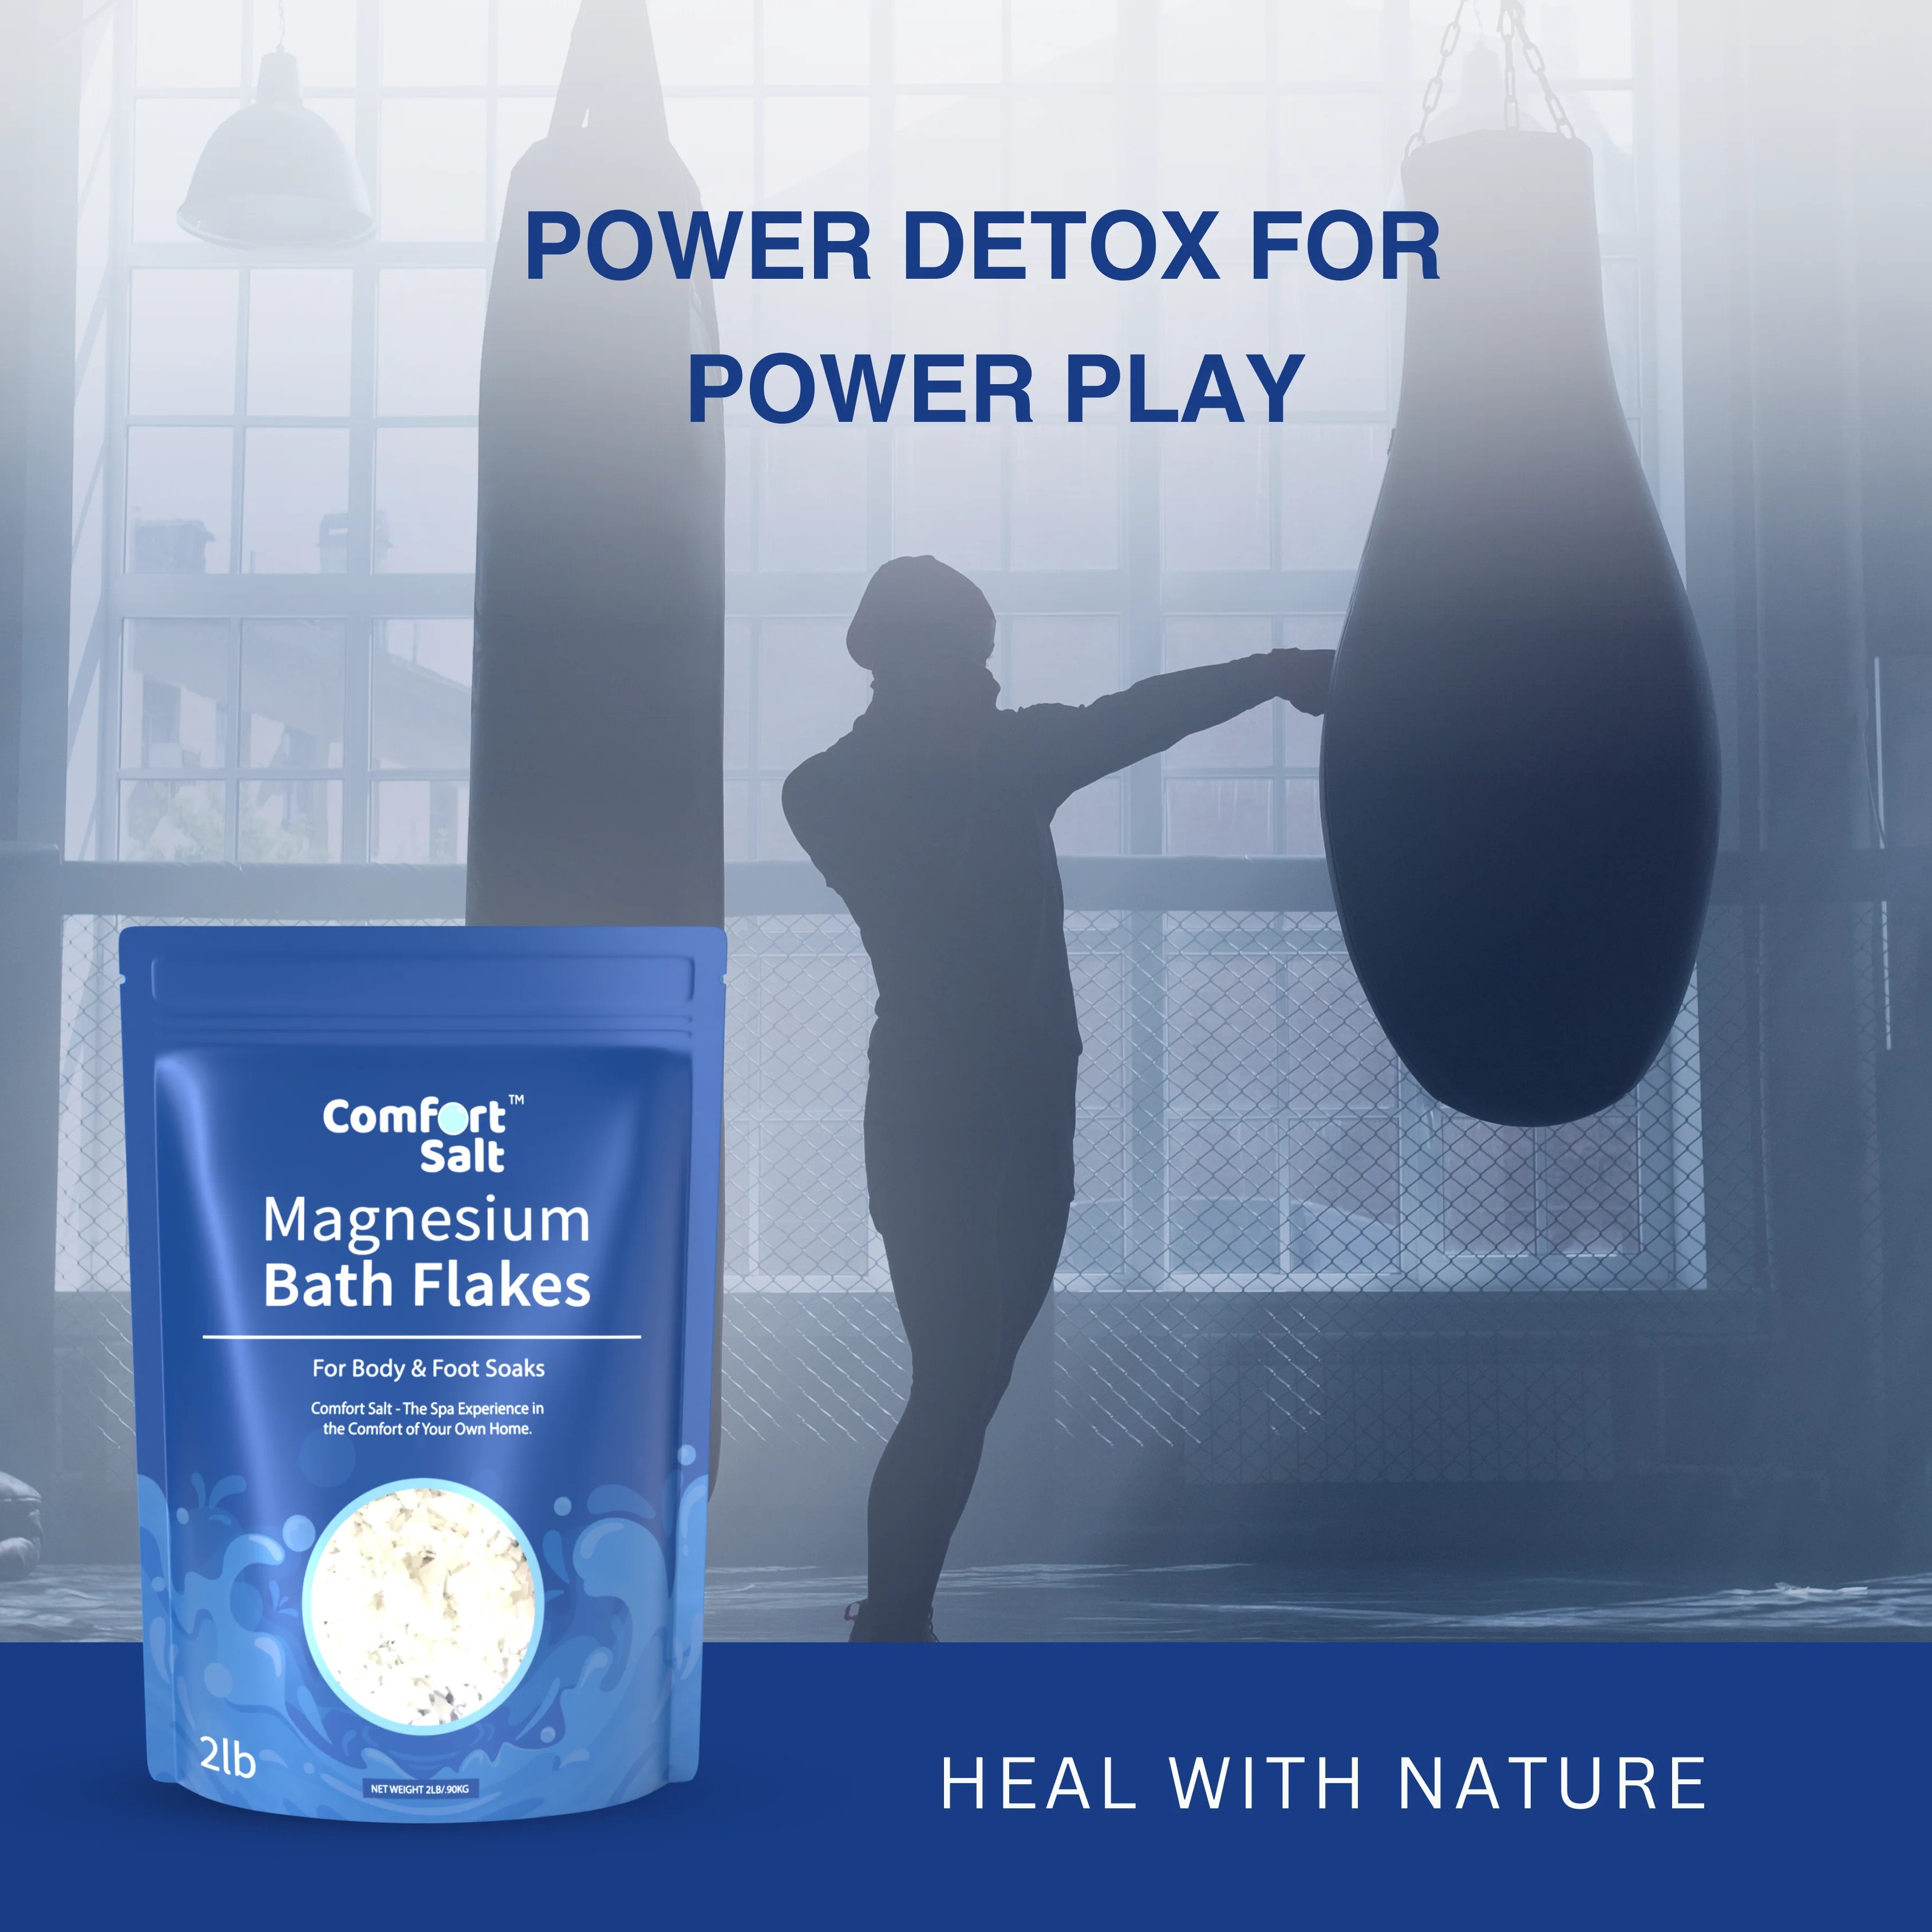 POWER DETOX FOR
POWER PLAY
Comfort™
Salt
Magnesium
Bath Flakes
For Body & Foot Soaks
Comfort Salt - The Spa Experience in
the Comfort of Your Own Home.
2lb
NET WEIGHT 2LB/.90KG
HEAL WITH NATURE